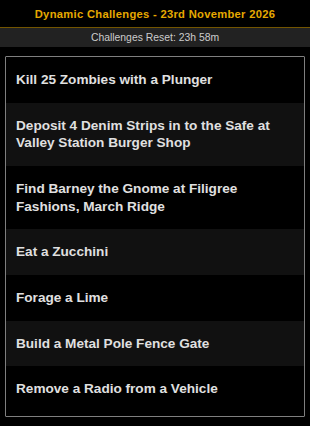 Dynamic Challenges - 23rd November 2026
Challenges Reset: 23h 58m
Kill 25 Zombies with a Plunger
Deposit 4 Denim Strips in to the Safe at
Valley Station Burger Shop
Find Barney the Gnome at Filigree
Fashions, March Ridge
Eat a Zucchini
Forage a Lime
Build a Metal Pole Fence Gate
Remove a Radio from a Vehicle